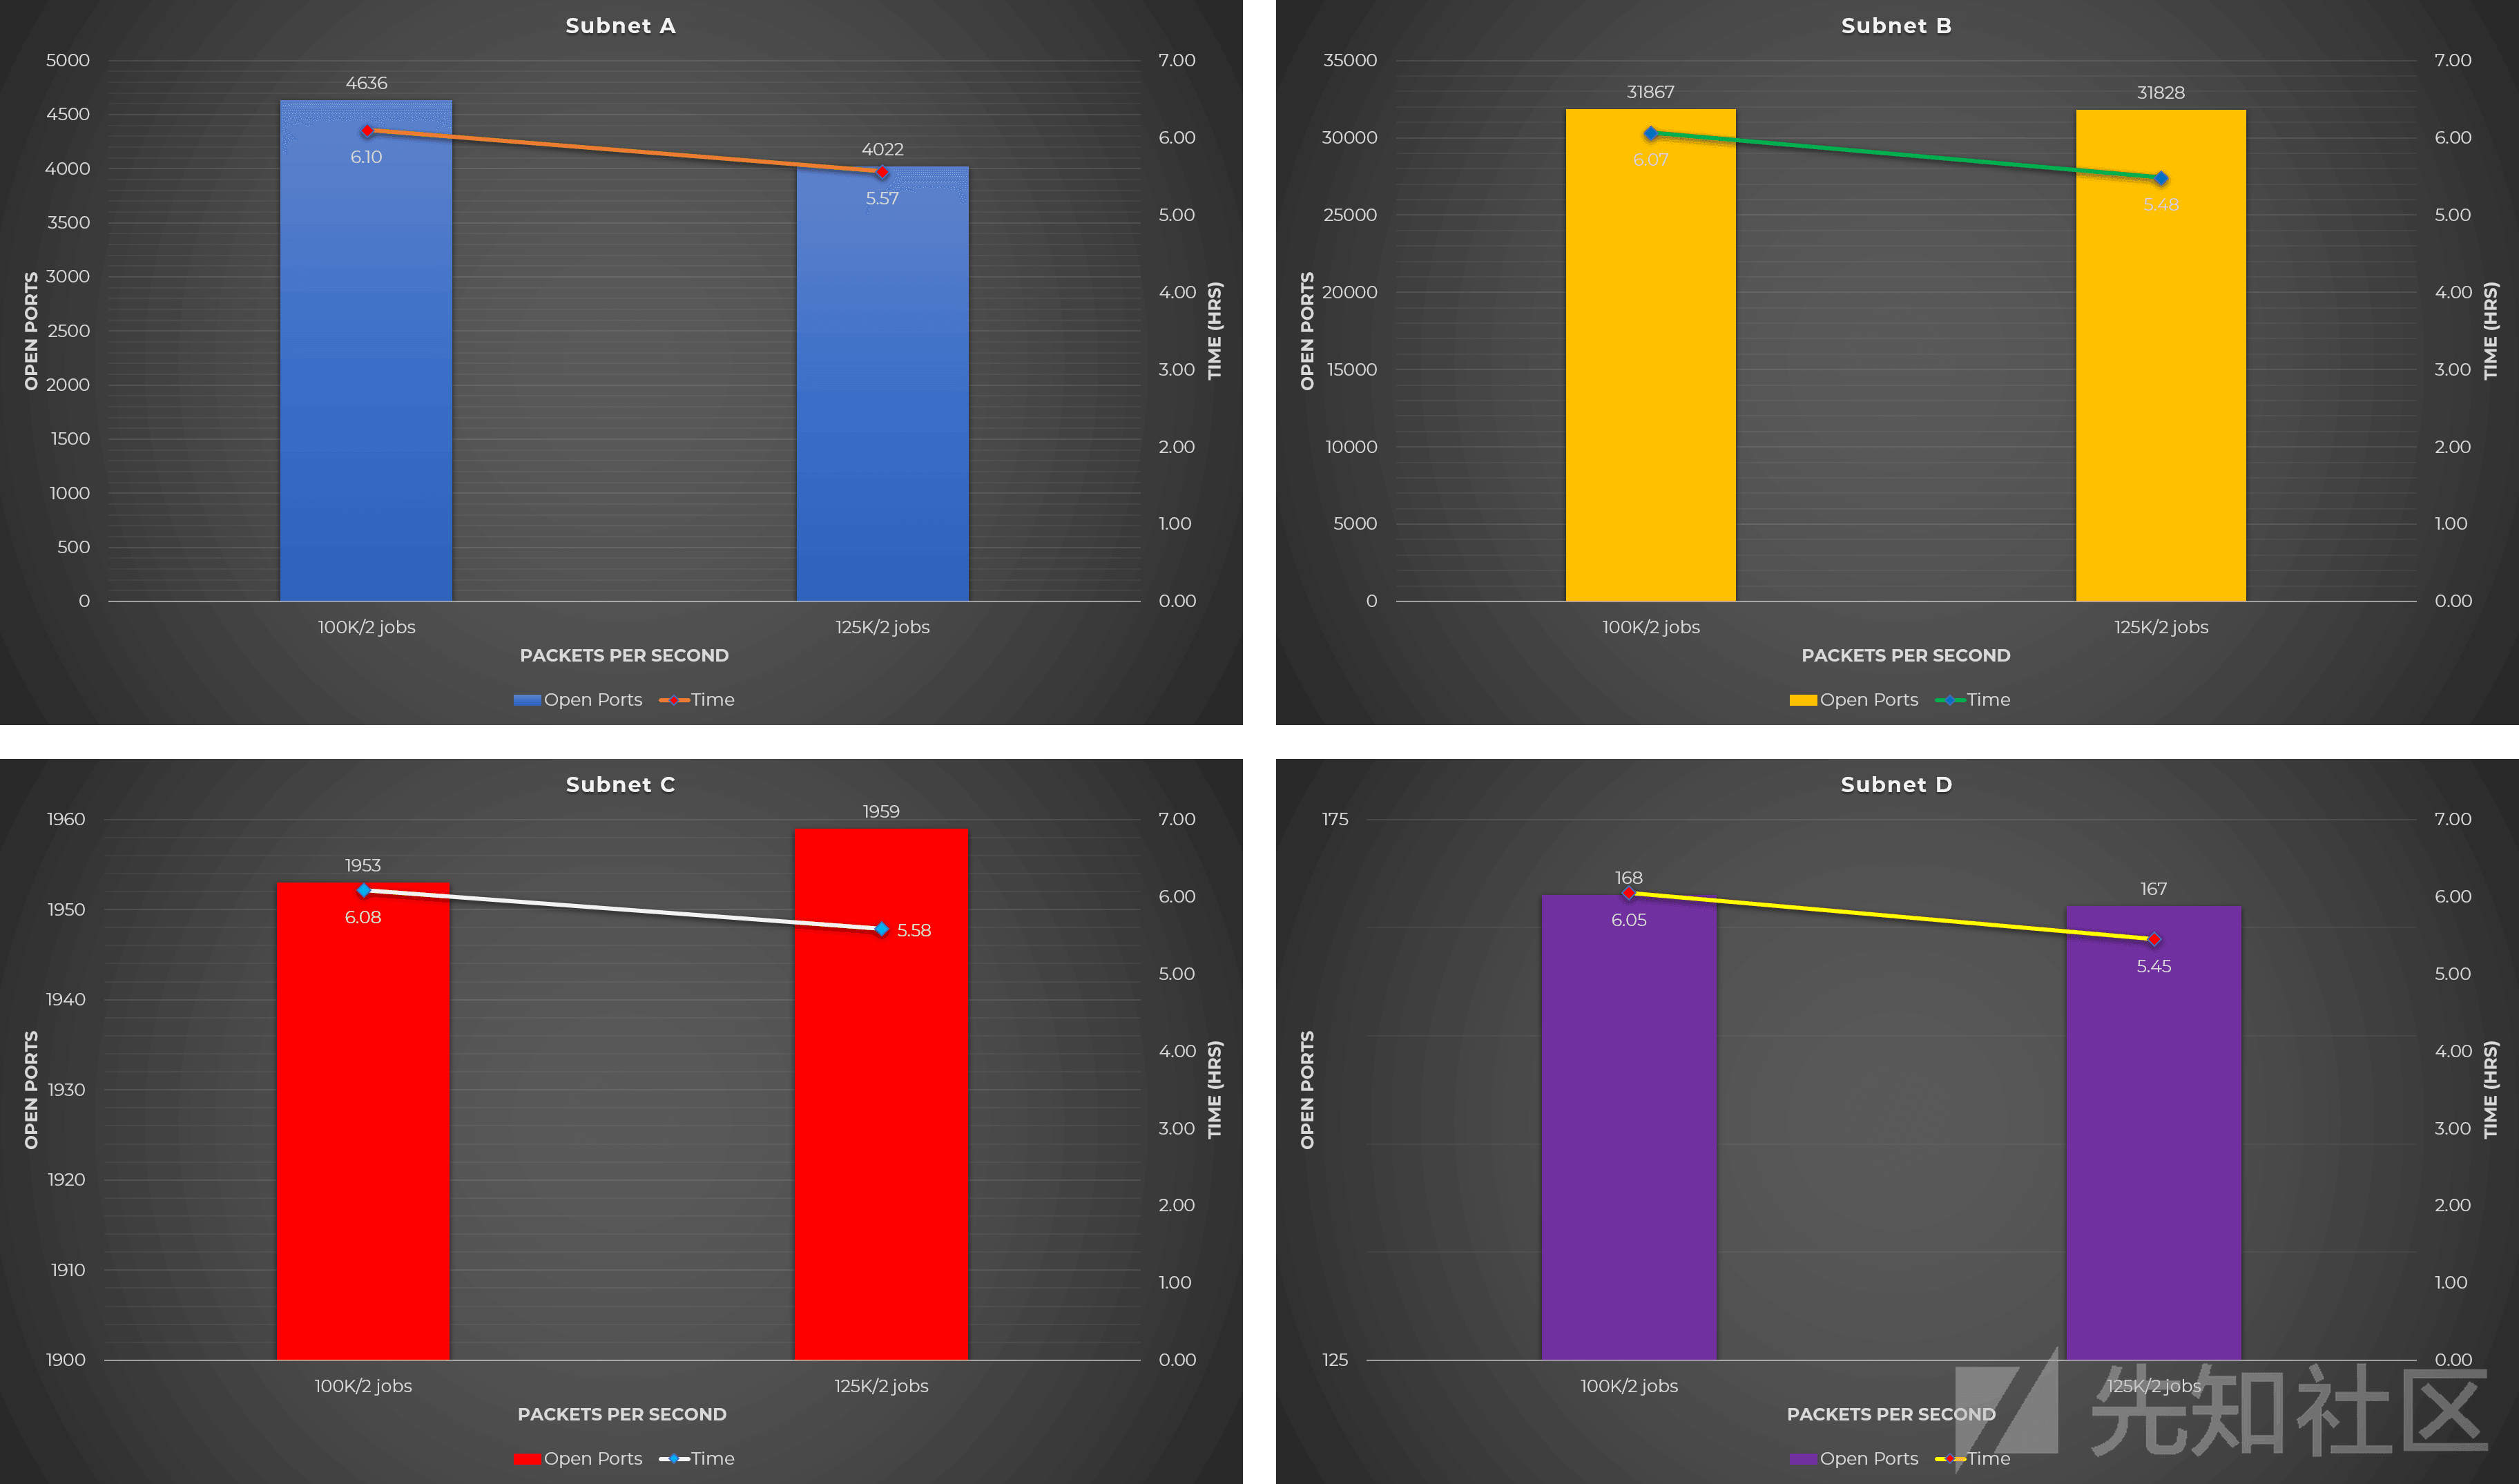 Subnet A
5000
4500
4000
3500
3000
2500
2000
1500
1000
500
0
OPEN PORTS
7.00
6.00
5.00
4.00
3.00
2.00
1.00
0.00
TIME (HRS)
4636
6.10
4022
5.57
100K/2 jobs
125K/2 jobs
PACKETS PER SECOND
Open Ports Time
Subnet B
35000
30000
25000
20000
15000
10000
5000
0
OPEN PORTS
7.00
6.00
5.00
4.00
3.00
2.00
1.00
0.00
TIME (HRS)
31867
6.07
31828
5.48
100K/2 jobs
125K/2 jobs
PACKETS PER SECOND
Open Ports Time
Subnet C
1960
1950
1940
1930
1920
1910
1900
OPEN PORTS
7.00
6.00
5.00
4.00
3.00
2.00
1.00
0.00
TIME (HRS)
1953
6.08
1959
5.58
100K/2 jobs
125K/2 jobs
PACKETS PER SECOND
Open Ports Time
Subnet D
175
125
OPEN PORTS
7.00
6.00
5.00
4.00
3.00
2.00
1.00
0.00
TIME (HRS)
168
6.05
167
5.45
100K/2 jobs
125K/2 jobs
PACKETS PER SECOND
Open Ports Time
先知社区